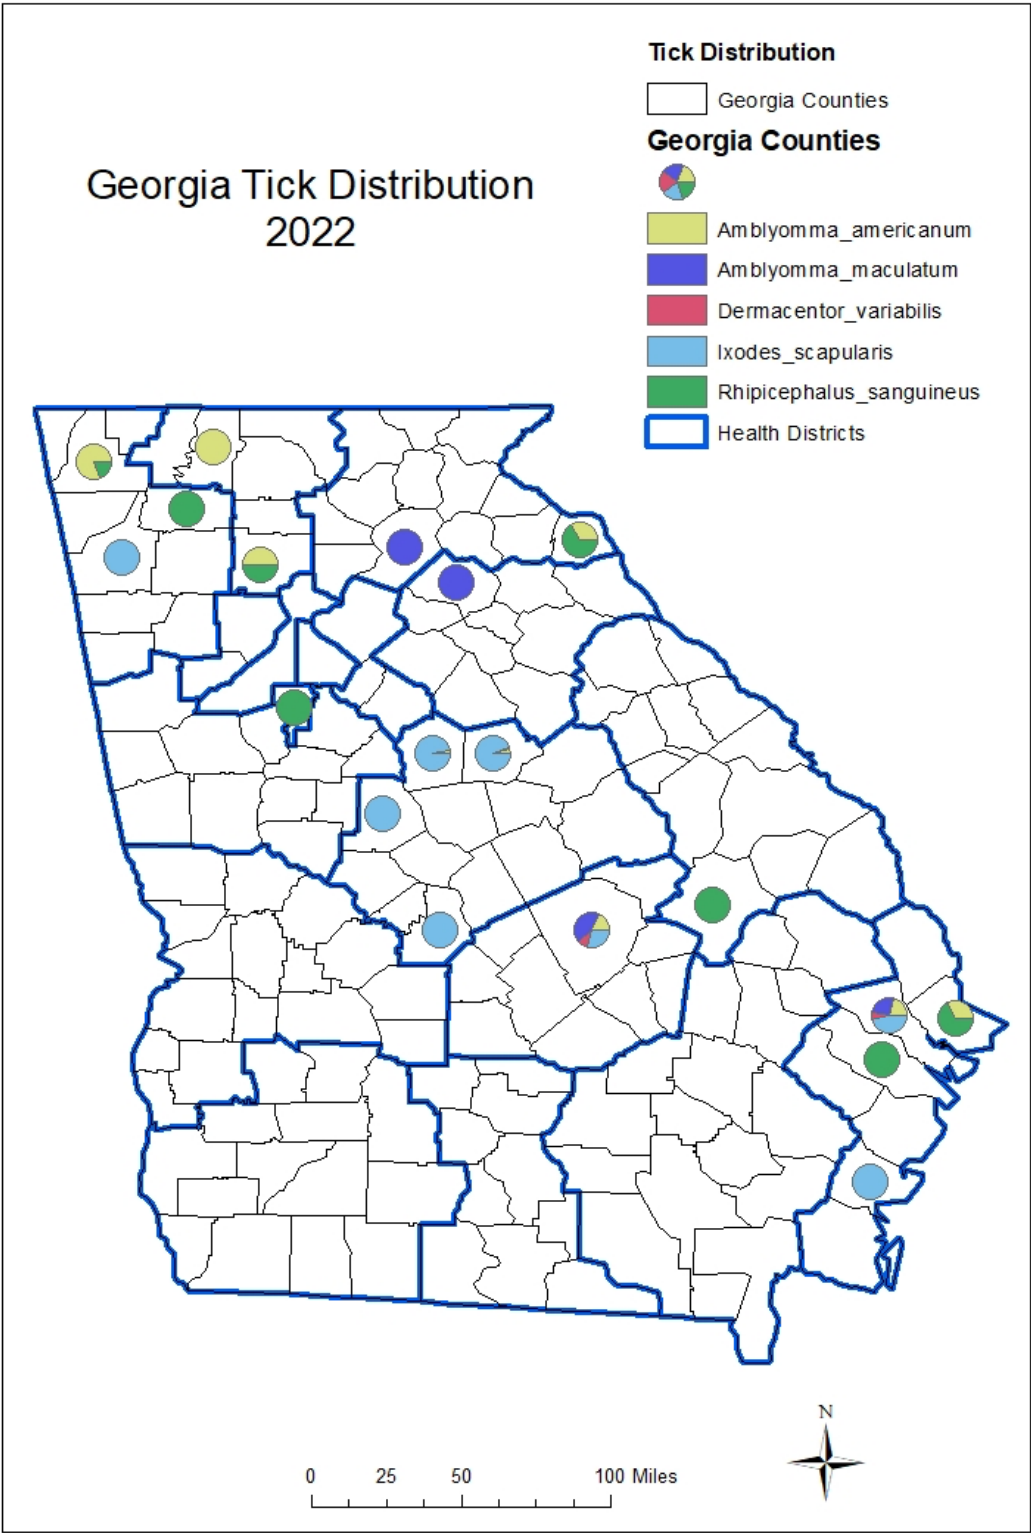 Georgia Tick Distribution
2022
Tick Distribution
Georgia Counties
Georgia Counties
Amblyomma_americanum
Amblyomma_maculatum
Dermacentor_variabilis
Ixodes_scapularis
Rhipicephalus_sanguineus
Health Districts
N
0 25 50 100 Miles